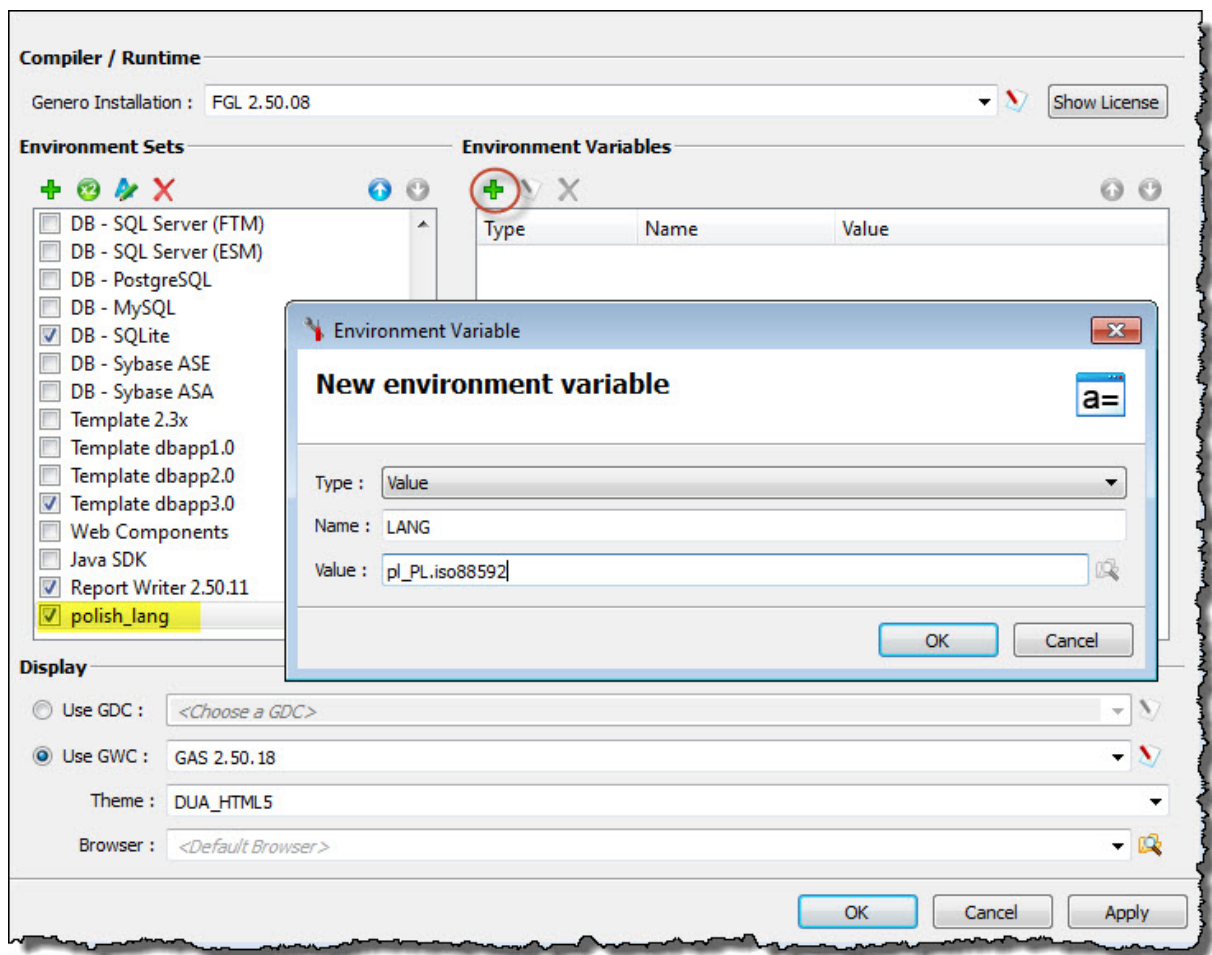 Compiler / Runtime
Genero Installation : FGL 2.50.08 Show License
Environment Sets Environment Variables
x2
DB - SQL Server (FTM) Type Name Value
DB - SQL Server (ESM)
DB - PostgreSQL
DB - MySQL
DB - SQLite
DB - Sybase ASE
DB - Sybase ASA
Template 2.3x
Template dbapp1.0
Template dbapp2.0
Template dbapp3.0
Web Components
Java SDK
Report Writer 2.50.11
polish_lang
Environment Variable
New environment variable
a=
Type : Value
Name : LANG
Value : pl_PL.iso88592
OK Cancel
Display
Use GDC : <Choose a GDC>
Use GWC : GAS 2.50.18
Theme : DUA_HTML5
Browser : <Default Browser>
OK Cancel Apply